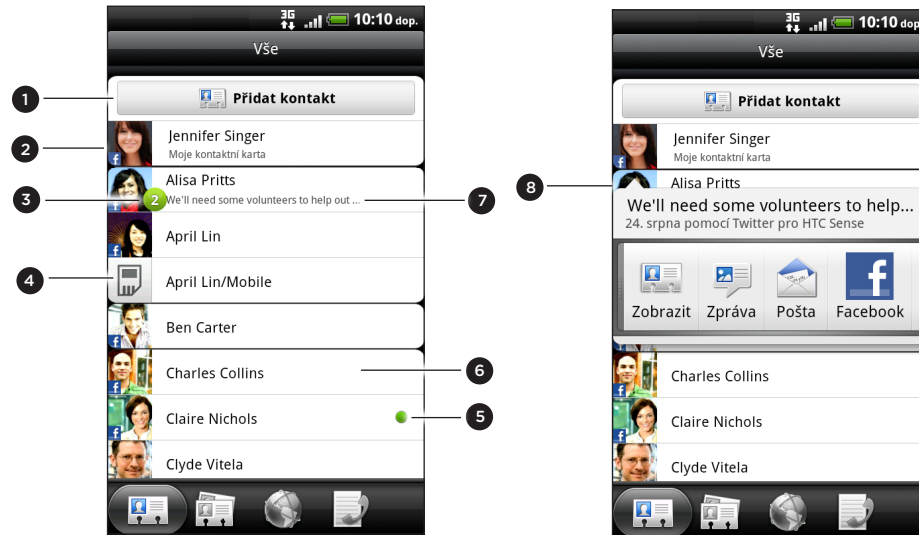 3G 10:10 dop.
Vše
1
Přidat kontakt
2
Jennifer Singer
Moje kontaktní karta
3
Alisa Pritts
2
We'll need some volunteers to help out ...
7
April Lin
4
April Lin/Mobile
Ben Carter
Charles Collins
6
Claire Nichols
5
Clyde Vitela
3G 10:10 dop
Vše
Přidat kontakt
Jennifer Singer
Moje kontaktní karta
8
Alisa Pritts
We'll need some volunteers to help...
24. srpna pomocí Twitter pro HTC Sense
Zobrazit Zpráva Pošta Facebook
Charles Collins
Claire Nichols
Clyde Vitela